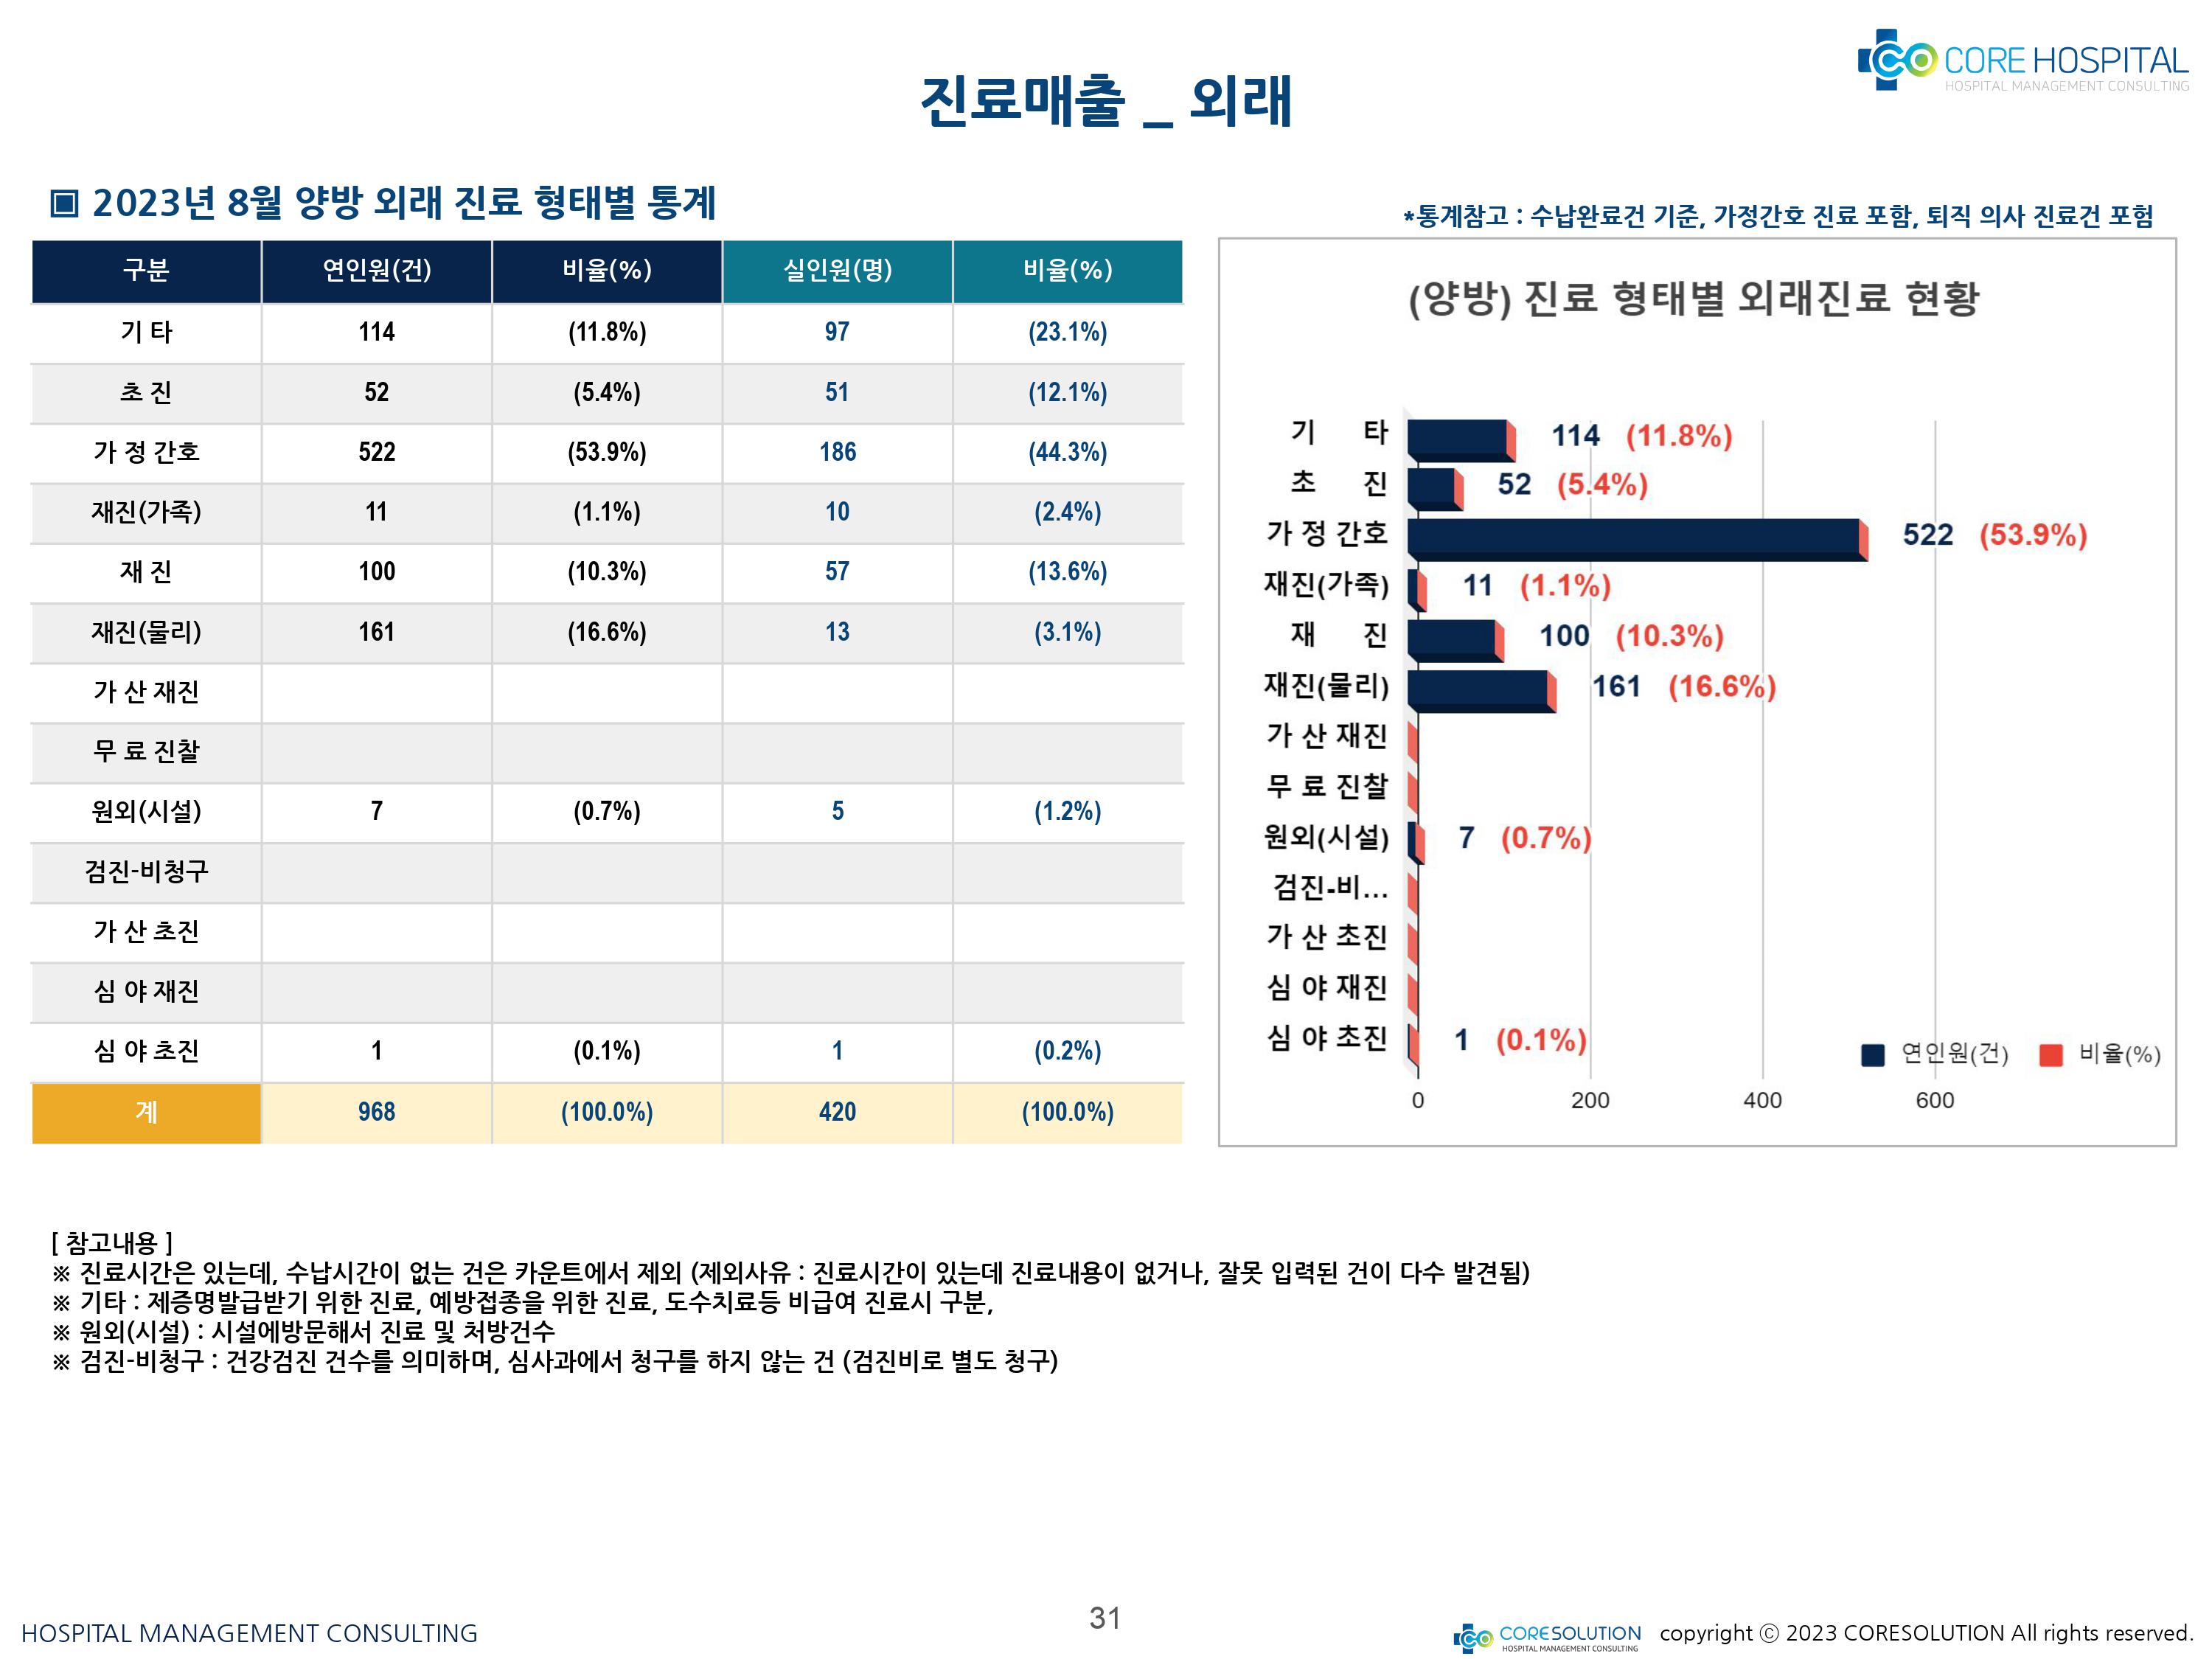 CORE HOSPITAL
HOSPITAL MANAGEMENT CONSULTING
진료매출 _ 외래
▣ 2023년 8월 양방 외래 진료 형태별 통계
*통계참고 : 수납완료건 기준, 가정간호 진료 포함, 퇴직 의사 진료건 포험
구분 연인원(건) 비율(%) 실인원(명) 비율(%)
기 타 114 (11.8%) 97 (23.1%)
초 진 52 (5.4%) 51 (12.1%)
가 정 간호 522 (53.9%) 186 (44.3%)
재진(가족) 11 (1.1%) 10 (2.4%)
재 진 100 (10.3%) 57 (13.6%)
재진(물리) 161 (16.6%) 13 (3.1%)
가 산 재진
무 료 진찰
원외(시설) 7 (0.7%) 5 (1.2%)
검진-비청구
가 산 초진
심 야 재진
심 야 초진 1 (0.1%) 1 (0.2%)
계 968 (100.0%) 420 (100.0%)
(양방) 진료 형태별 외래진료 현황
기 타 114 (11.8%)
초 진 52 (5.4%)
가 정 간호 522 (53.9%)
재진(가족) 11 (1.1%)
재 진 100 (10.3%)
재진(물리) 161 (16.6%)
가 산 재진
무 료 진찰
원외(시설) 7 (0.7%)
검진-비...
가 산 초진
심 야 재진
심 야 초진 1 (0.1%)
연인원(건) 비율(%)
0 200 400 600
[ 참고내용 ]
※ 진료시간은 있는데, 수납시간이 없는 건은 카운트에서 제외 (제외사유 : 진료시간이 있는데 진료내용이 없거나, 잘못 입력된 건이 다수 발견됨)
※ 기타 : 제증명발급받기 위한 진료, 예방접종을 위한 진료, 도수치료등 비급여 진료시 구분,
※ 원외(시설) : 시설에방문해서 진료 및 처방건수
※ 검진-비청구 : 건강검진 건수를 의미하며, 심사과에서 청구를 하지 않는 건 (검진비로 별도 청구)
HOSPITAL MANAGEMENT CONSULTING
31
CORESOLUTION
HOSPITAL MANAGEMENT CONSULTING
copyright ⓒ 2023 CORESOLUTION All rights reserved.